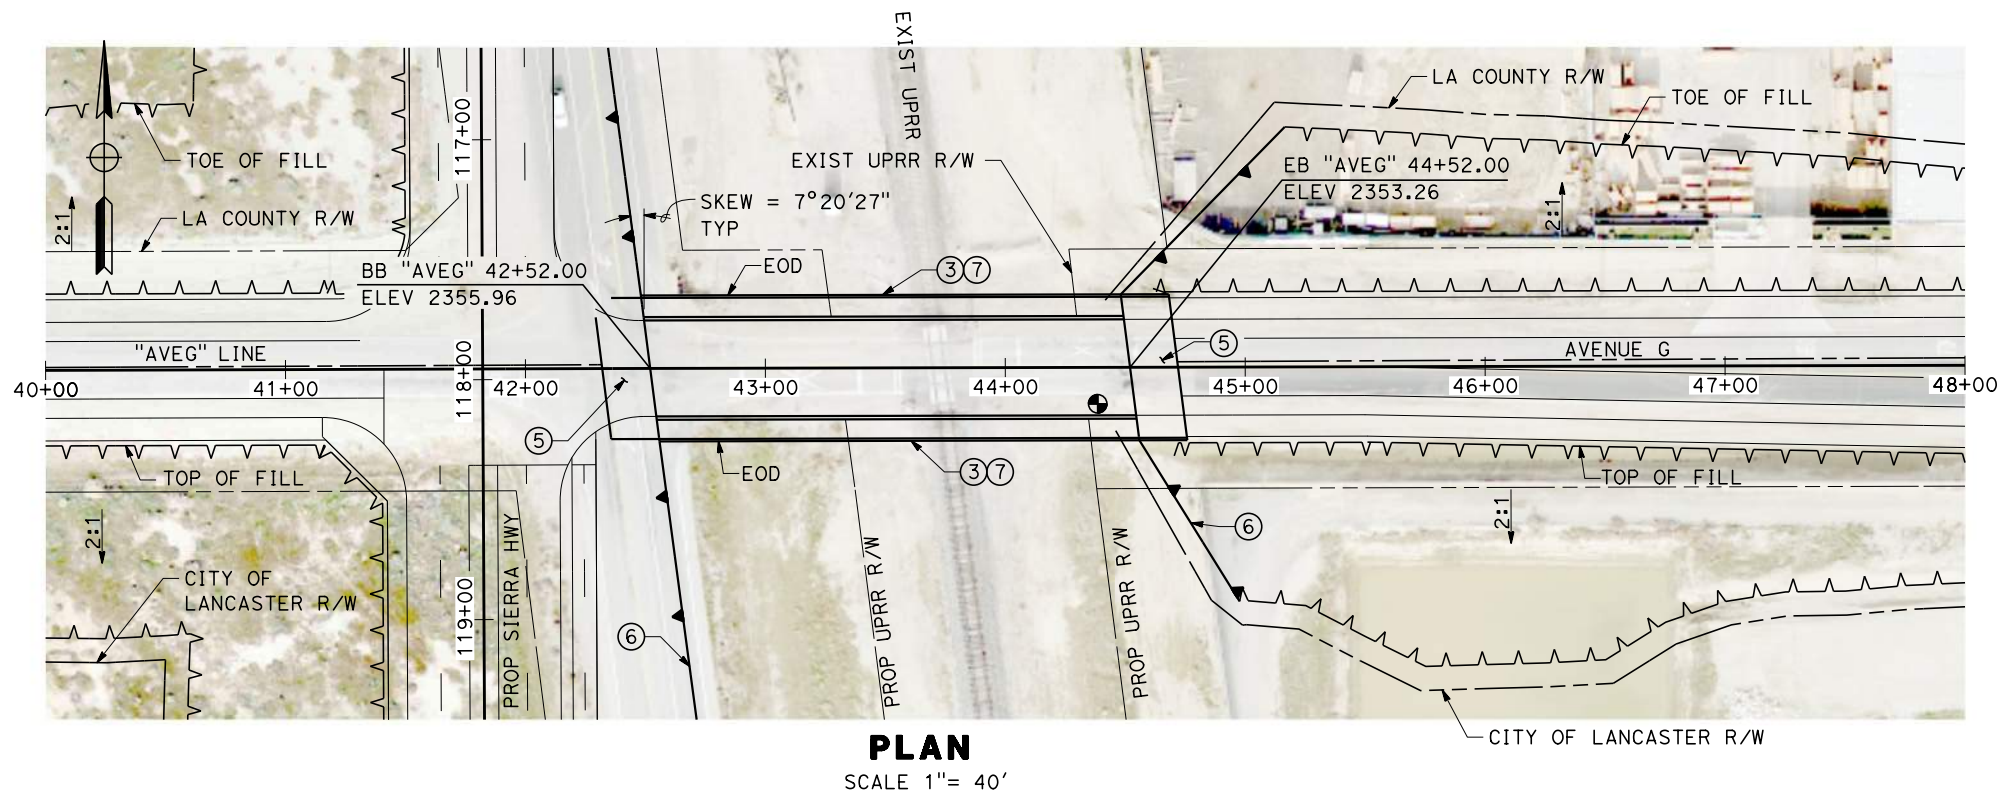 EXIST UPRR
LA COUNTY R/W
TOE OF FILL
117+00
TOE OF FILL
EXIST UPRR R/W
EB "AVEG" 44+52.00
ELEV 2353.26
SKEW = 7°20'27"
TYP
2:1
LA COUNTY R/W
2:1
BB "AVEG" 42+52.00
ELEV 2355.96
EOD
3 7
5
"AVEG" LINE
AVENUE G
118+00
40+00
41+00
42+00
43+00
44+00
45+00
46+00
47+00
48+00
5
EOD
3 7
TOP OF FILL
TOP OF FILL
2:1
2:1
6
CITY OF
LANCASTER R/W
119+00
PROP SIERRA HWY
6
PROP UPRR R/W
PROP UPRR R/W
CITY OF LANCASTER R/W
PLAN
SCALE 1"= 40'